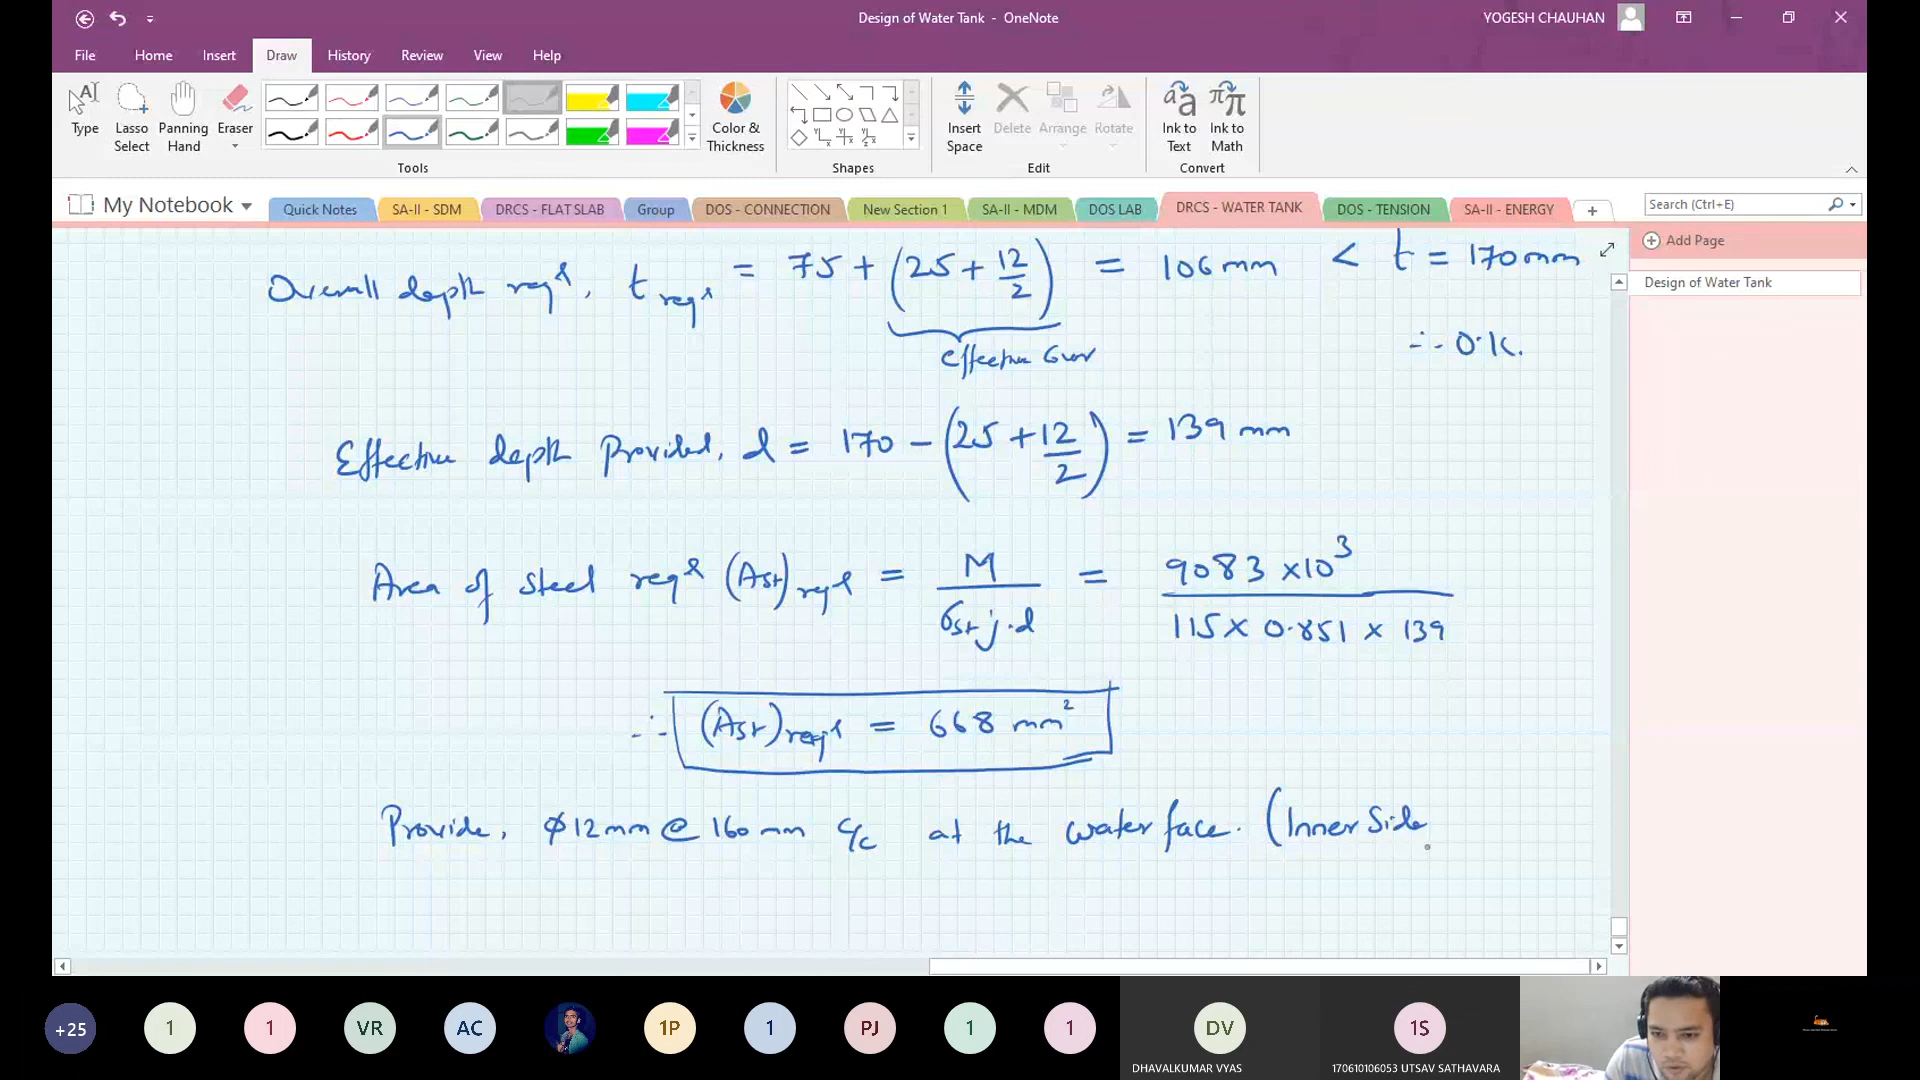 Design of Water Tank - OneNote
YOGESH CHAUHAN
File Home Insert Draw History Review View Help
Type
Lasso Select
Panning Hand
Eraser
Color & Thickness
Insert Space
Delete
Arrange
Rotate
Ink to Text
Ink to Math
Tools
Shapes
Edit
Convert
My Notebook
Quick Notes
SA-II - SDM
DRCS - FLAT SLAB
Group
DOS - CONNECTION
New Section 1
SA-II - MDM
DOS LAB
DRCS - WATER TANK
DOS - TENSION
SA-II - ENERGY
Search (Ctrl+E)
Add Page
Design of Water Tank
Overall depth reqd, t reqd = 75 + (25 + 12/2) = 106 mm < t = 170 mm
Effective Cover
∴ O.K.
Effective depth Provided, d = 170 - (25 + 12/2) = 139 mm
Area of steel reqd (Ast)reqd = M / σst j.d = 9083 × 10³ / 115 × 0.851 × 139
∴ (Ast)reqd = 668 mm²
Provide, ϕ12mm @ 160 mm c/c at the water face. (Inner Side
+25 1 1 VR AC 1P 1 PJ 1 1 DV 1S
DHAVALKUMAR VYAS
170610106053 UTSAV SATHAVARA